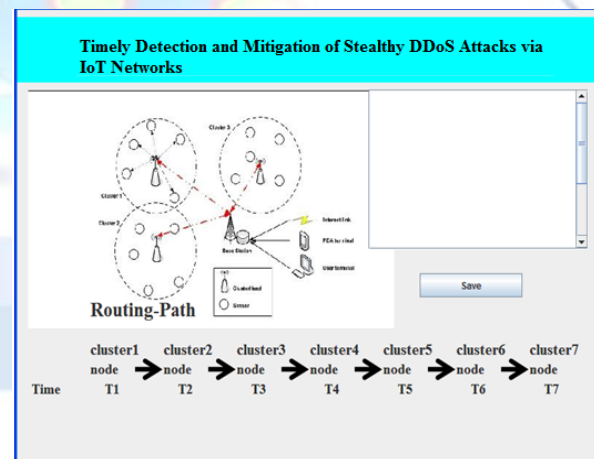 Timely Detection and Mitigation of Stealthy DDoS Attacks via
IoT Networks
Cluster 3
Cluster 1
Cluster 2
Base Station
Internet link
PDA terminal
User terminal
Cluster head
Sensor
Routing-Path
Save
cluster1 cluster2 cluster3 cluster4 cluster5 cluster6 cluster7
node node node node node node node
Time T1 T2 T3 T4 T5 T6 T7